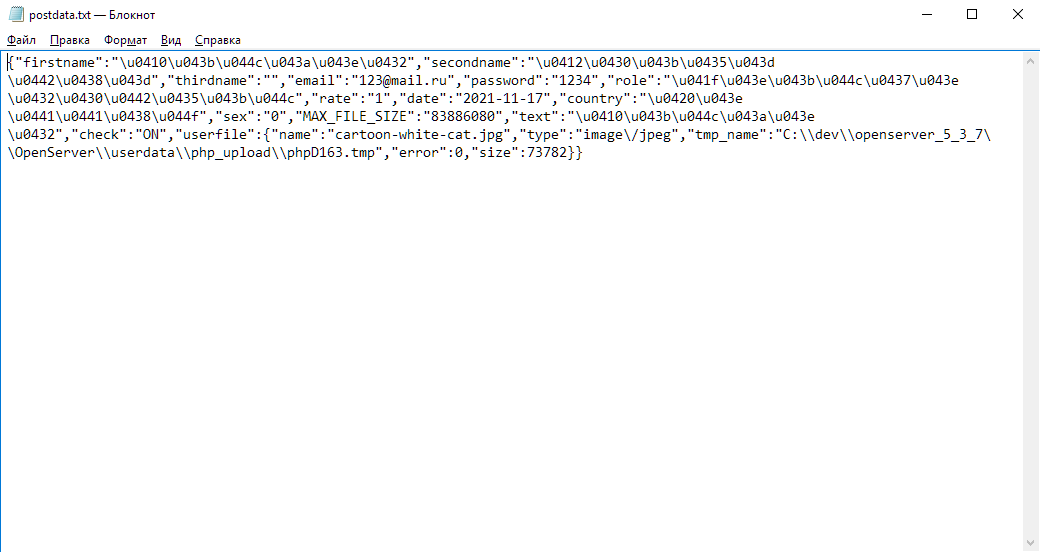 postdata.txt — Блокнот
Файл Правка Формат Вид Справка
{"firstname":"\u0410\u043b\u044c\u043a\u043e\u0432","secondname":"\u0412\u0430\u043b\u0435\u043d
\u0442\u0438\u043d","thirdname":"","email":"123@mail.ru","password":"1234","role":"\u041f\u043e\u043b\u044c\u0437\u043e
\u0432\u0430\u0442\u0435\u043b\u044c","rate":"1","date":"2021-11-17","country":"\u0420\u043e
\u0441\u0441\u0438\u044f","sex":"0","MAX_FILE_SIZE":"83886080","text":"\u0410\u043b\u044c\u043a\u043e
\u0432","check":"ON","userfile":{"name":"cartoon-white-cat.jpg","type":"image\/jpeg","tmp_name":"C:\\dev\\openserver_5_3_7\
\OpenServer\\userdata\\php_upload\\phpD163.tmp","error":0,"size":73782}}